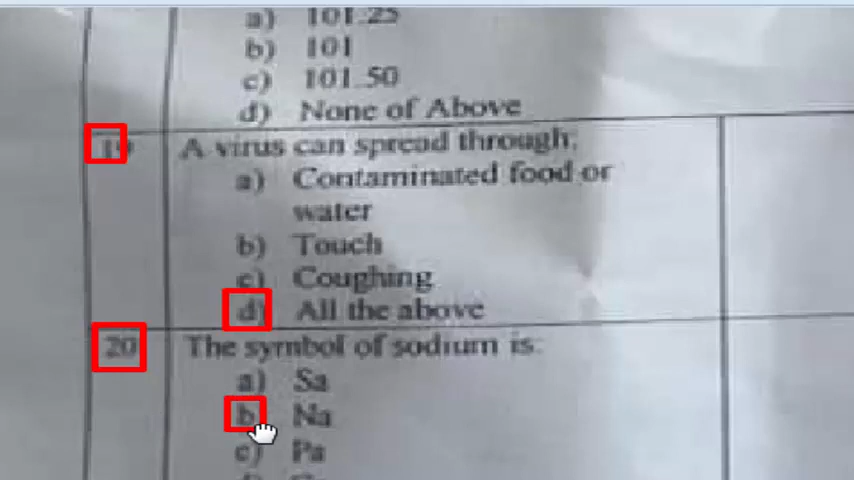 a) 101.25
b) 101
c) 101.50
d) None of Above
19 A virus can spread through:
a) Contaminated food or
water
b) Touch
c) Coughing
d) All the above
20 The symbol of sodium is:
a) Sa
b) Na
c) Pa